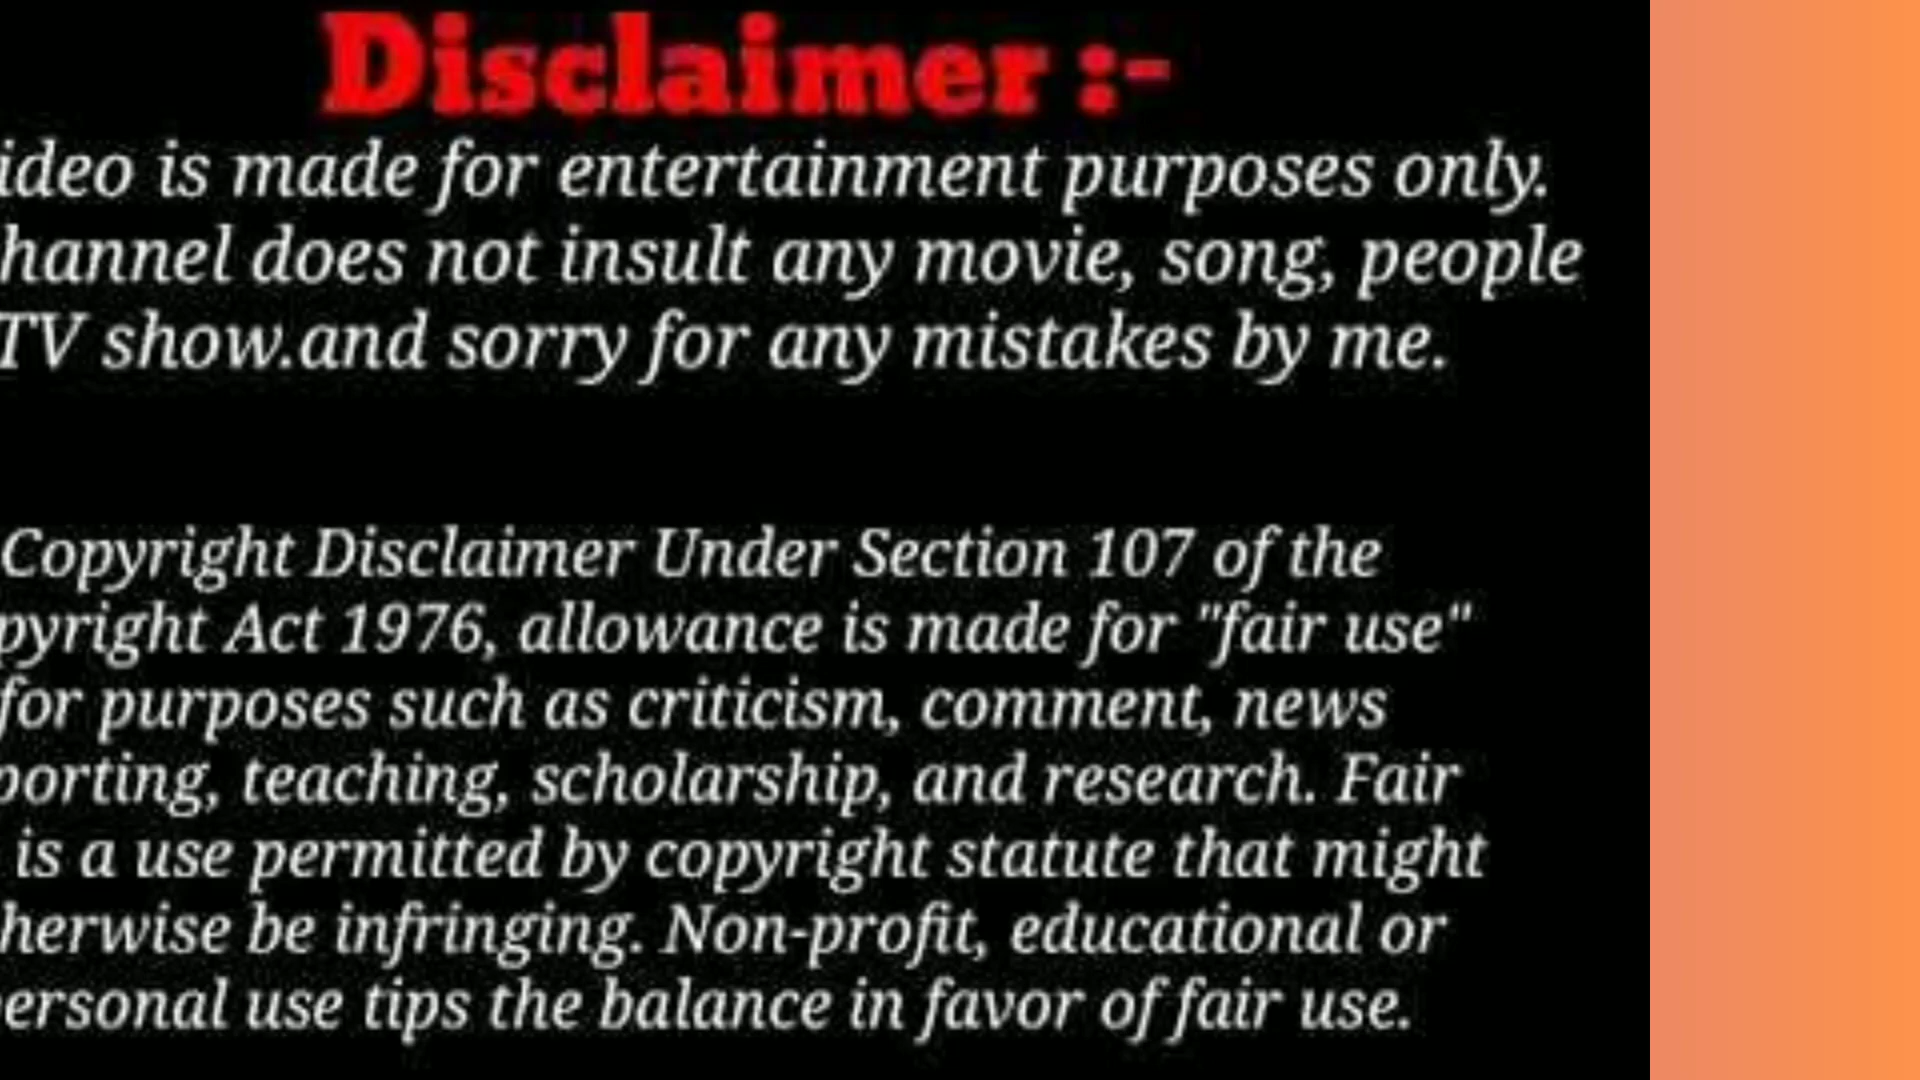 Disclaimer :-
ideo is made for entertainment purposes only.
hannel does not insult any movie, song, people
TV show.and sorry for any mistakes by me.
Copyright Disclaimer Under Section 107 of the
pyright Act 1976, allowance is made for "fair use"
for purposes such as criticism, comment, news
porting, teaching, scholarship, and research. Fair
is a use permitted by copyright statute that might
herwise be infringing. Non-profit, educational or
ersonal use tips the balance in favor of fair use.